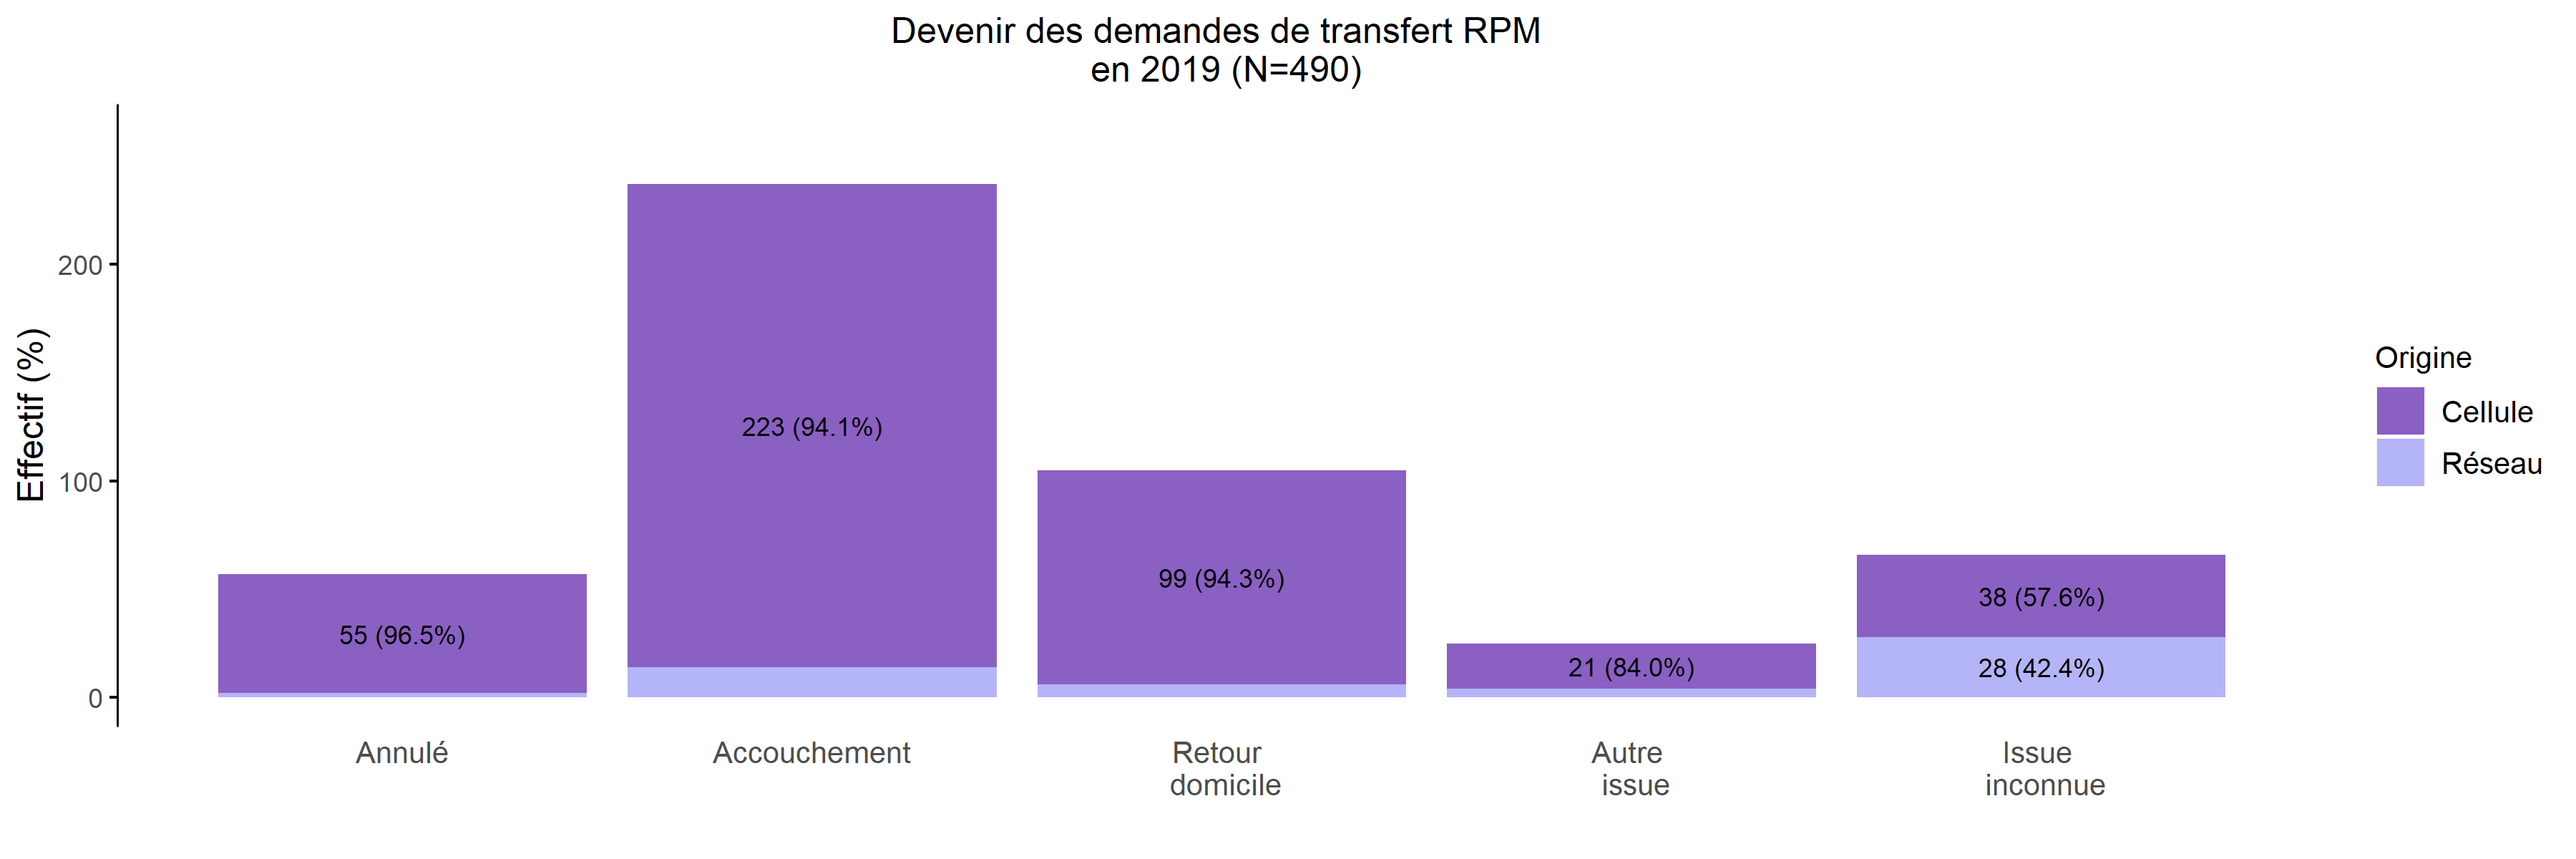 Devenir des demandes de transfert RPM
en 2019 (N=490)
Effectif (%)
200
100
0
223 (94.1%)
99 (94.3%)
55 (96.5%)
38 (57.6%)
21 (84.0%)
28 (42.4%)
Annulé
Accouchement
Retour
domicile
Autre
issue
Issue
inconnue
Origine
Cellule
Réseau